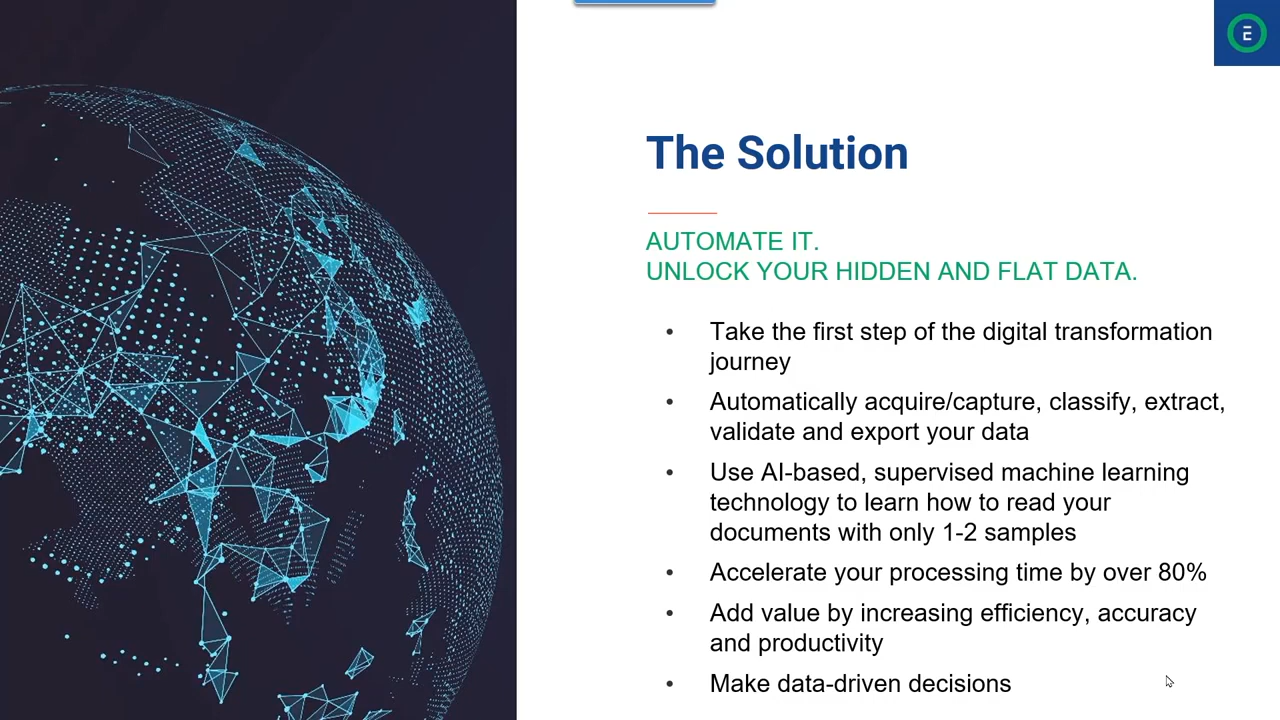 E
The Solution
AUTOMATE IT.
UNLOCK YOUR HIDDEN AND FLAT DATA.
• Take the first step of the digital transformation
journey
• Automatically acquire/capture, classify, extract,
validate and export your data
• Use AI-based, supervised machine learning
technology to learn how to read your
documents with only 1-2 samples
• Accelerate your processing time by over 80%
• Add value by increasing efficiency, accuracy
and productivity
• Make data-driven decisions